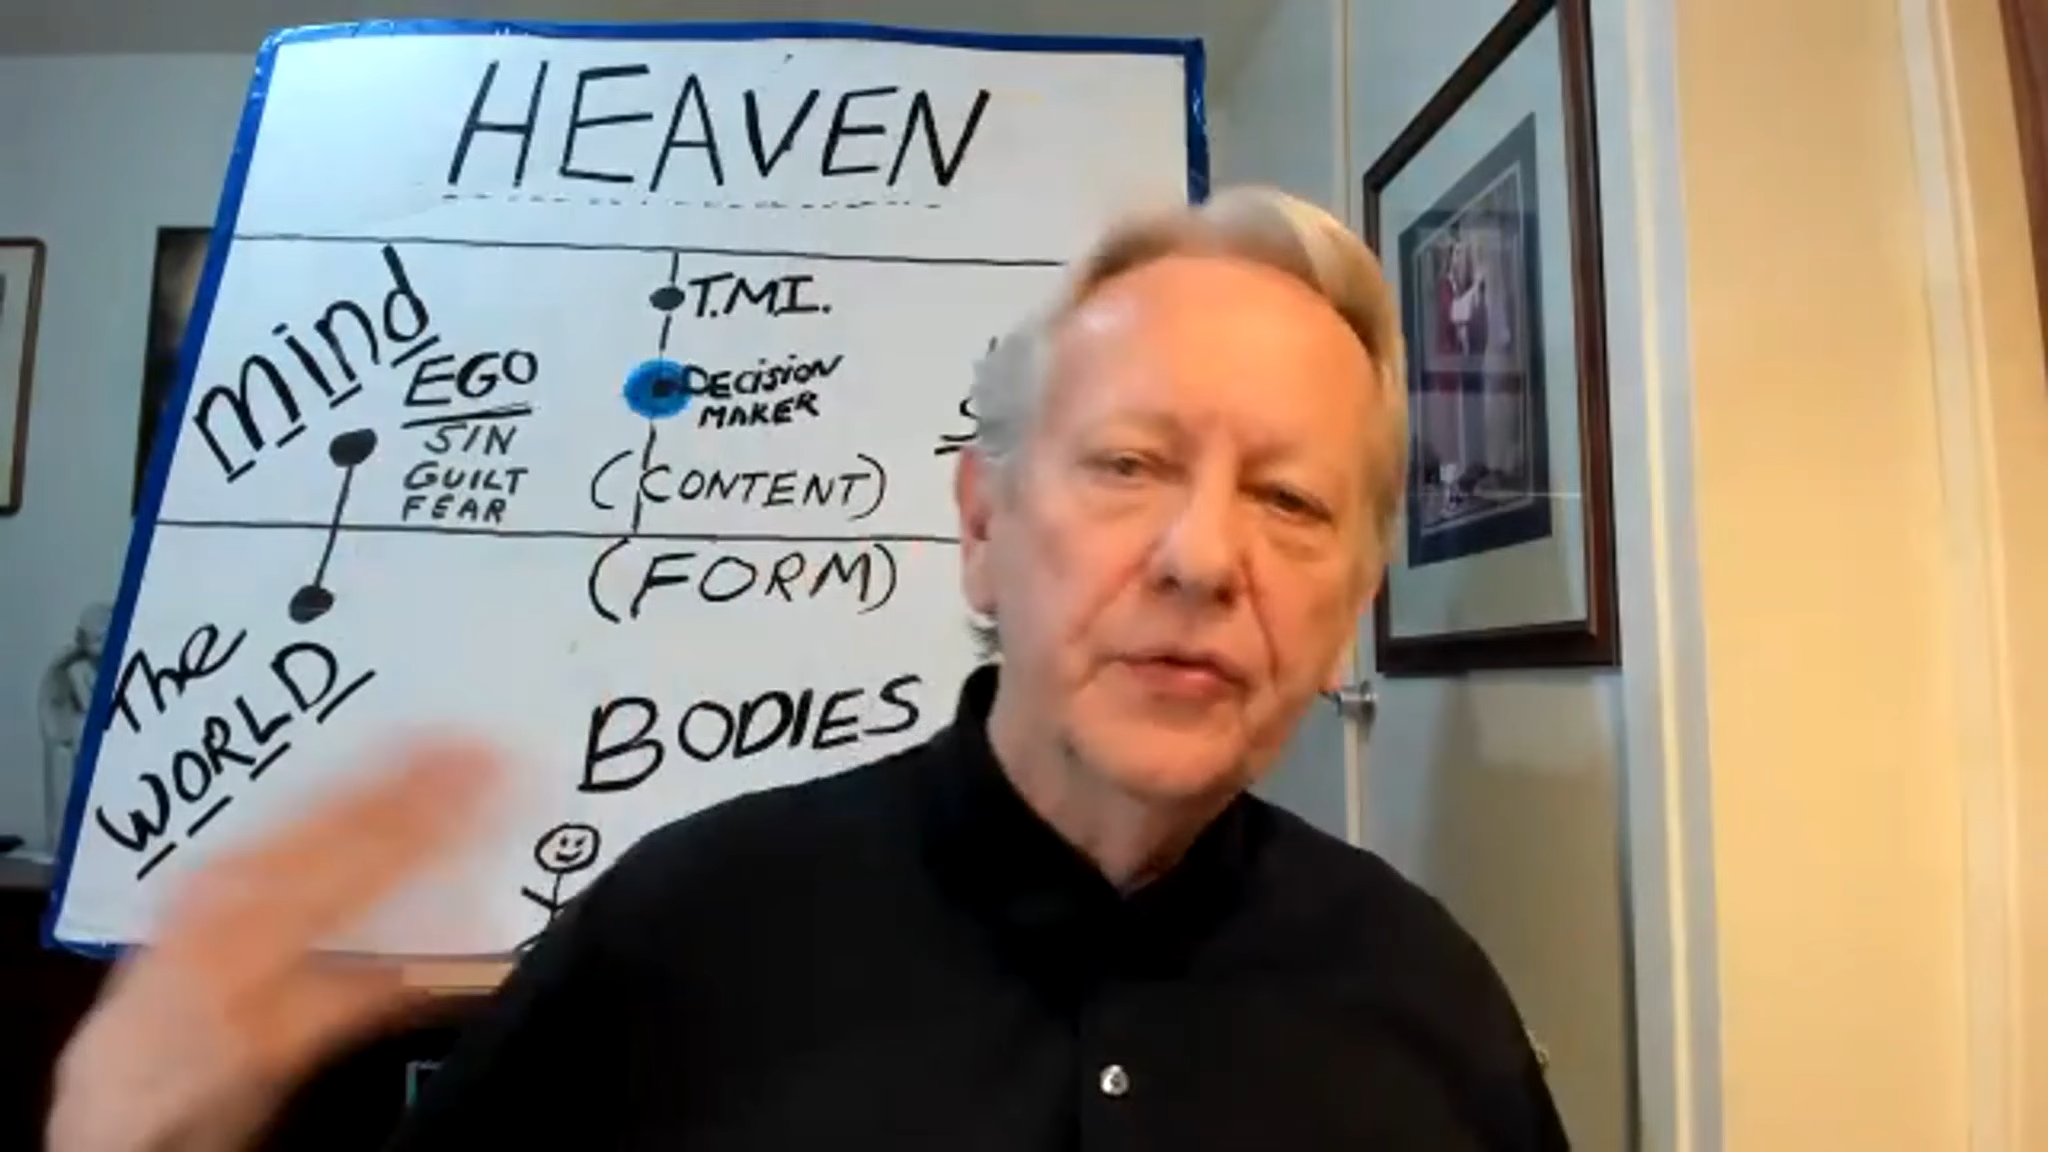 HEAVEN
Mind
T.M.I.
EGO
DECISION
MAKER
SIN
GUILT
FEAR
(CONTENT)
(FORM)
The
WORLD
BODIES